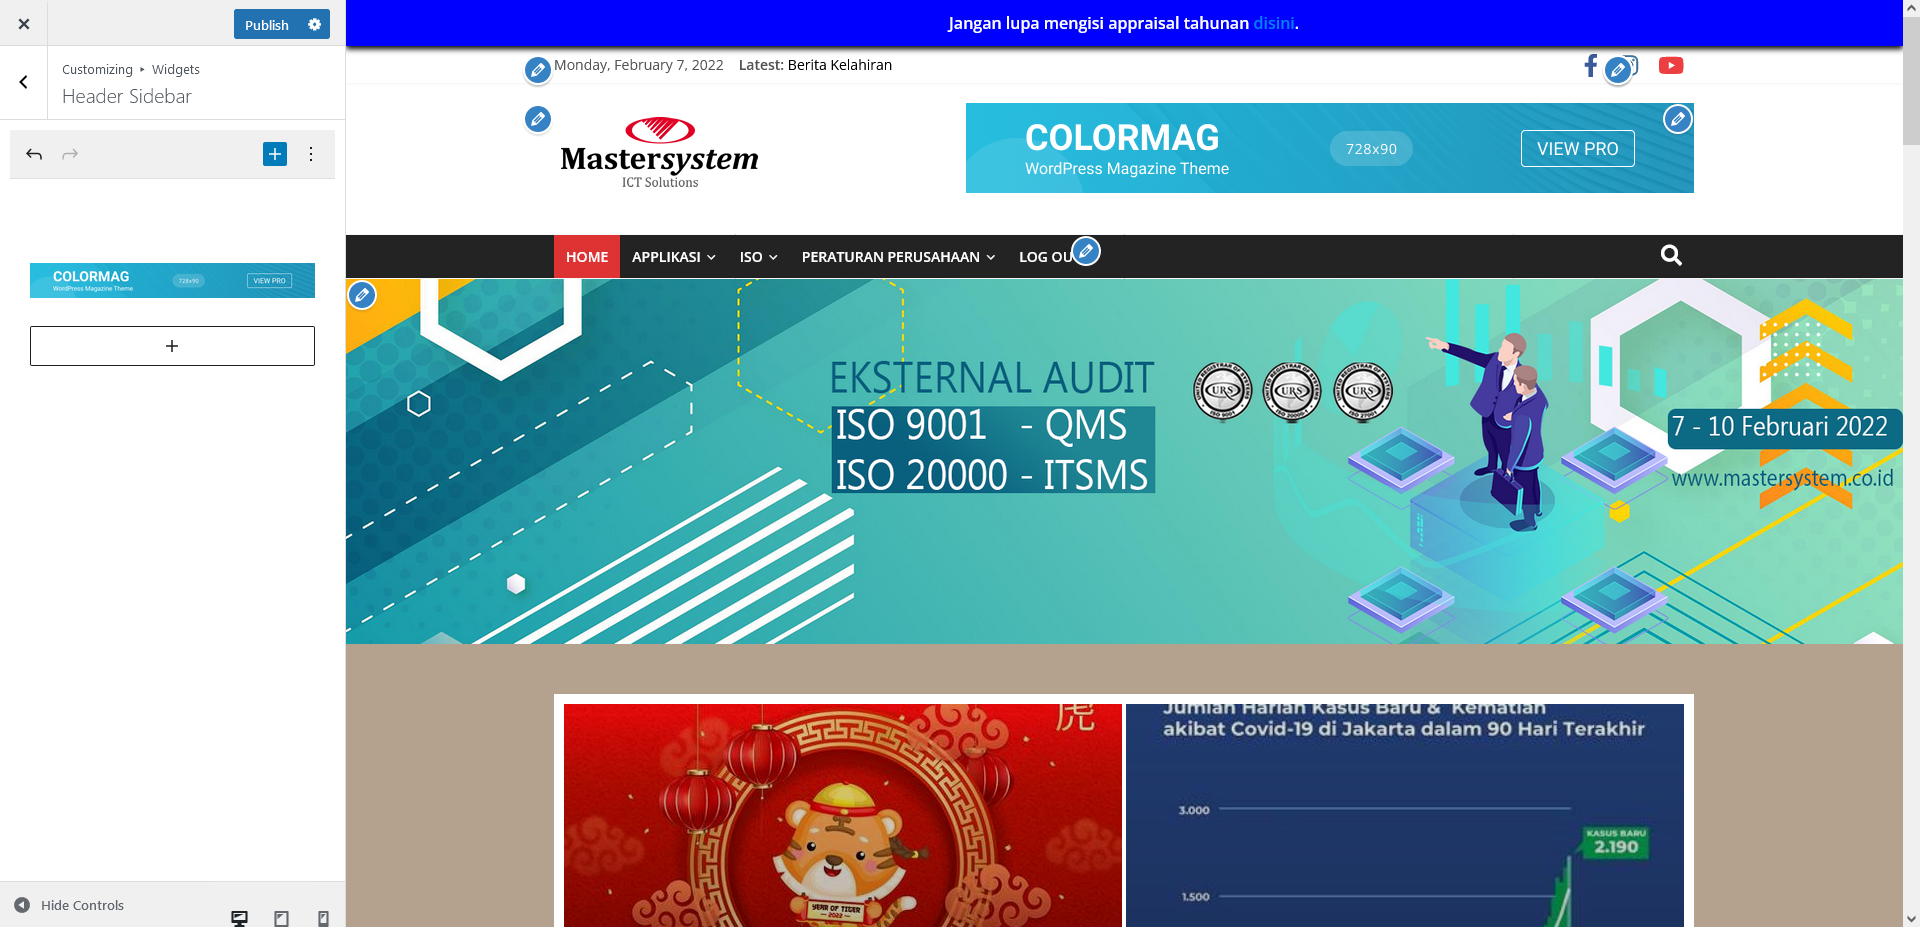 Publish
Customizing ▸ Widgets
Header Sidebar
COLORMAG
WordPress Magazine Theme
728x90
VIEW PRO
Hide Controls
Jangan lupa mengisi appraisal tahunan disini.
Monday, February 7, 2022 Latest: Berita Kelahiran
Mastersystem
ICT Solutions
COLORMAG
WordPress Magazine Theme
728x90
VIEW PRO
HOME APPLIKASI ISO PERATURAN PERUSAHAAN LOG OU
EKSTERNAL AUDIT
ISO 9001 - QMS
ISO 20000 - ITSMS
URS URS URS
7 - 10 Februari 2022
www.mastersystem.co.id
虎
YEAR OF TIGER
2022
Jumlah Harian Kasus Baru & Kematian
akibat Covid-19 di Jakarta dalam 90 Hari Terakhir
3.000
KASUS BARU
2.190
1.500